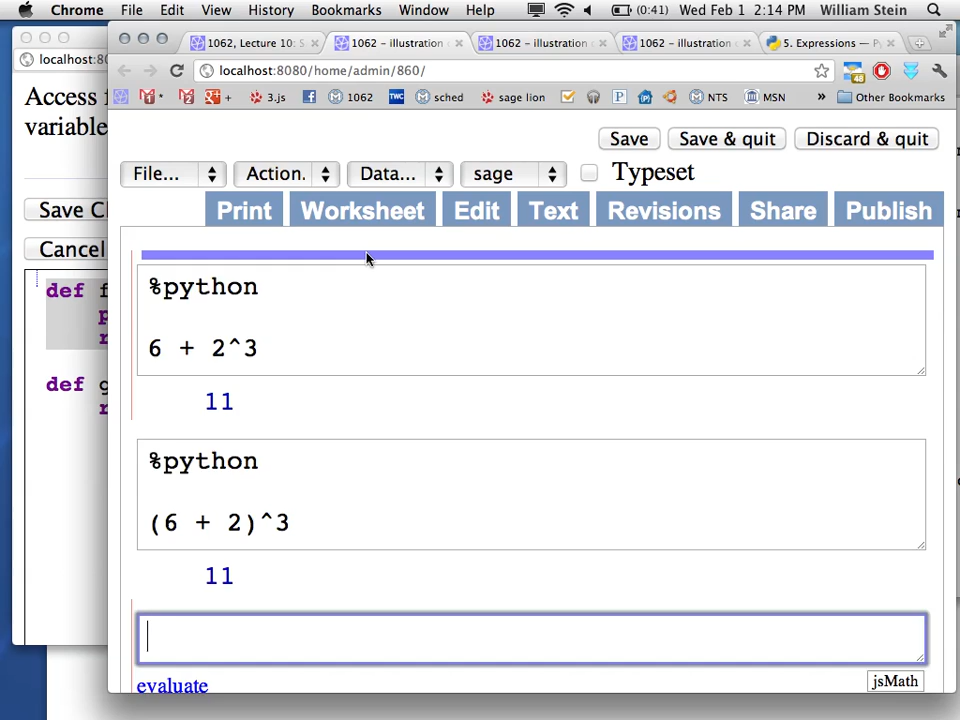 Chrome File Edit View History Bookmarks Window Help (0:41) Wed Feb 1 2:14 PM William Stein
1062, Lecture 10: S 1062 - illustration 1062 - illustration 1062 - illustration 5. Expressions — Py
localhost:8
localhost:8080/home/admin/860/
48
+ 3.js 1062 TWC sched sage lion NTS MSN » Other Bookmarks
Access f
variable
Save Save & quit Discard & quit
File... Action. Data... sage Typeset
Print Worksheet Edit Text Revisions Share Publish
Save Cl
Cancel
def f
p
r
def g
r
%python
6 + 2^3
11
%python
(6 + 2)^3
11
evaluate
jsMath